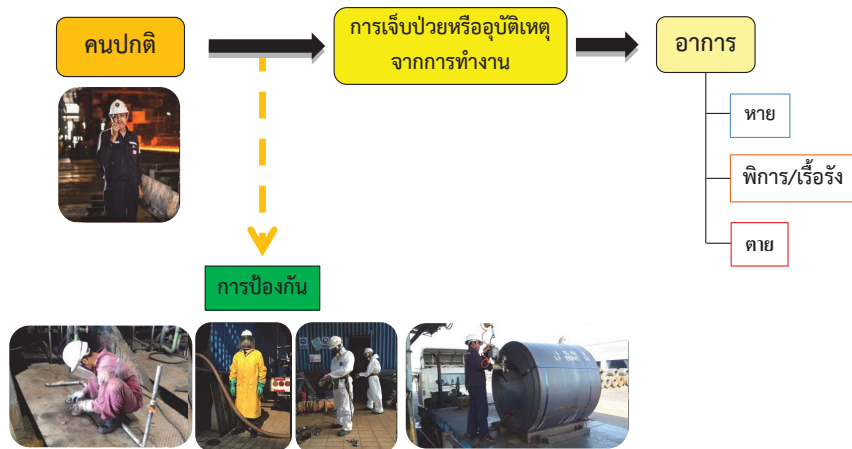 คนปกติ
การเจ็บป่วยหรืออุบัติเหตุ
จากการทำงาน
อาการ
หาย
พิการ/เรื้อรัง
ตาย
การป้องกัน